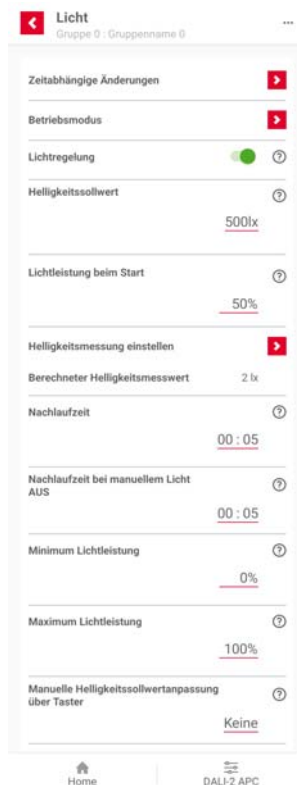 Licht
Gruppe 0 : Gruppenname 0
Zeitabhängige Änderungen
Betriebsmodus
Lichtregelung
Helligkeitssollwert
500lx
Lichtleistung beim Start
50%
Helligkeitsmessung einstellen
Berechneter Helligkeitsmesswert 2 lx
Nachlaufzeit
00 : 05
Nachlaufzeit bei manuellem Licht
AUS
00 : 05
Minimum Lichtleistung
0%
Maximum Lichtleistung
100%
Manuelle Helligkeitssollwertanpassung
über Taster
Keine
Home DALI-2 APC